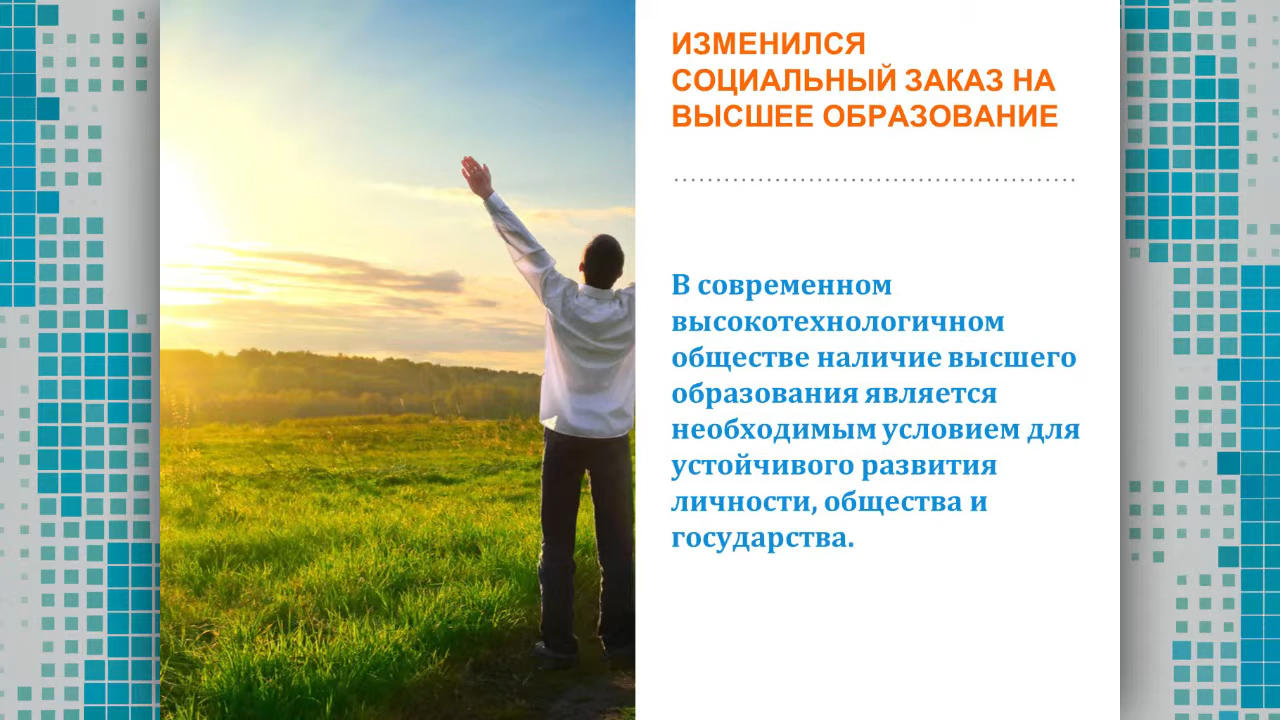 ИЗМЕНИЛСЯ
СОЦИАЛЬНЫЙ ЗАКАЗ НА
ВЫСШЕЕ ОБРАЗОВАНИЕ
В современном
высокотехнологичном
обществе наличие высшего
образования является
необходимым условием для
устойчивого развития
личности, общества и
государства.